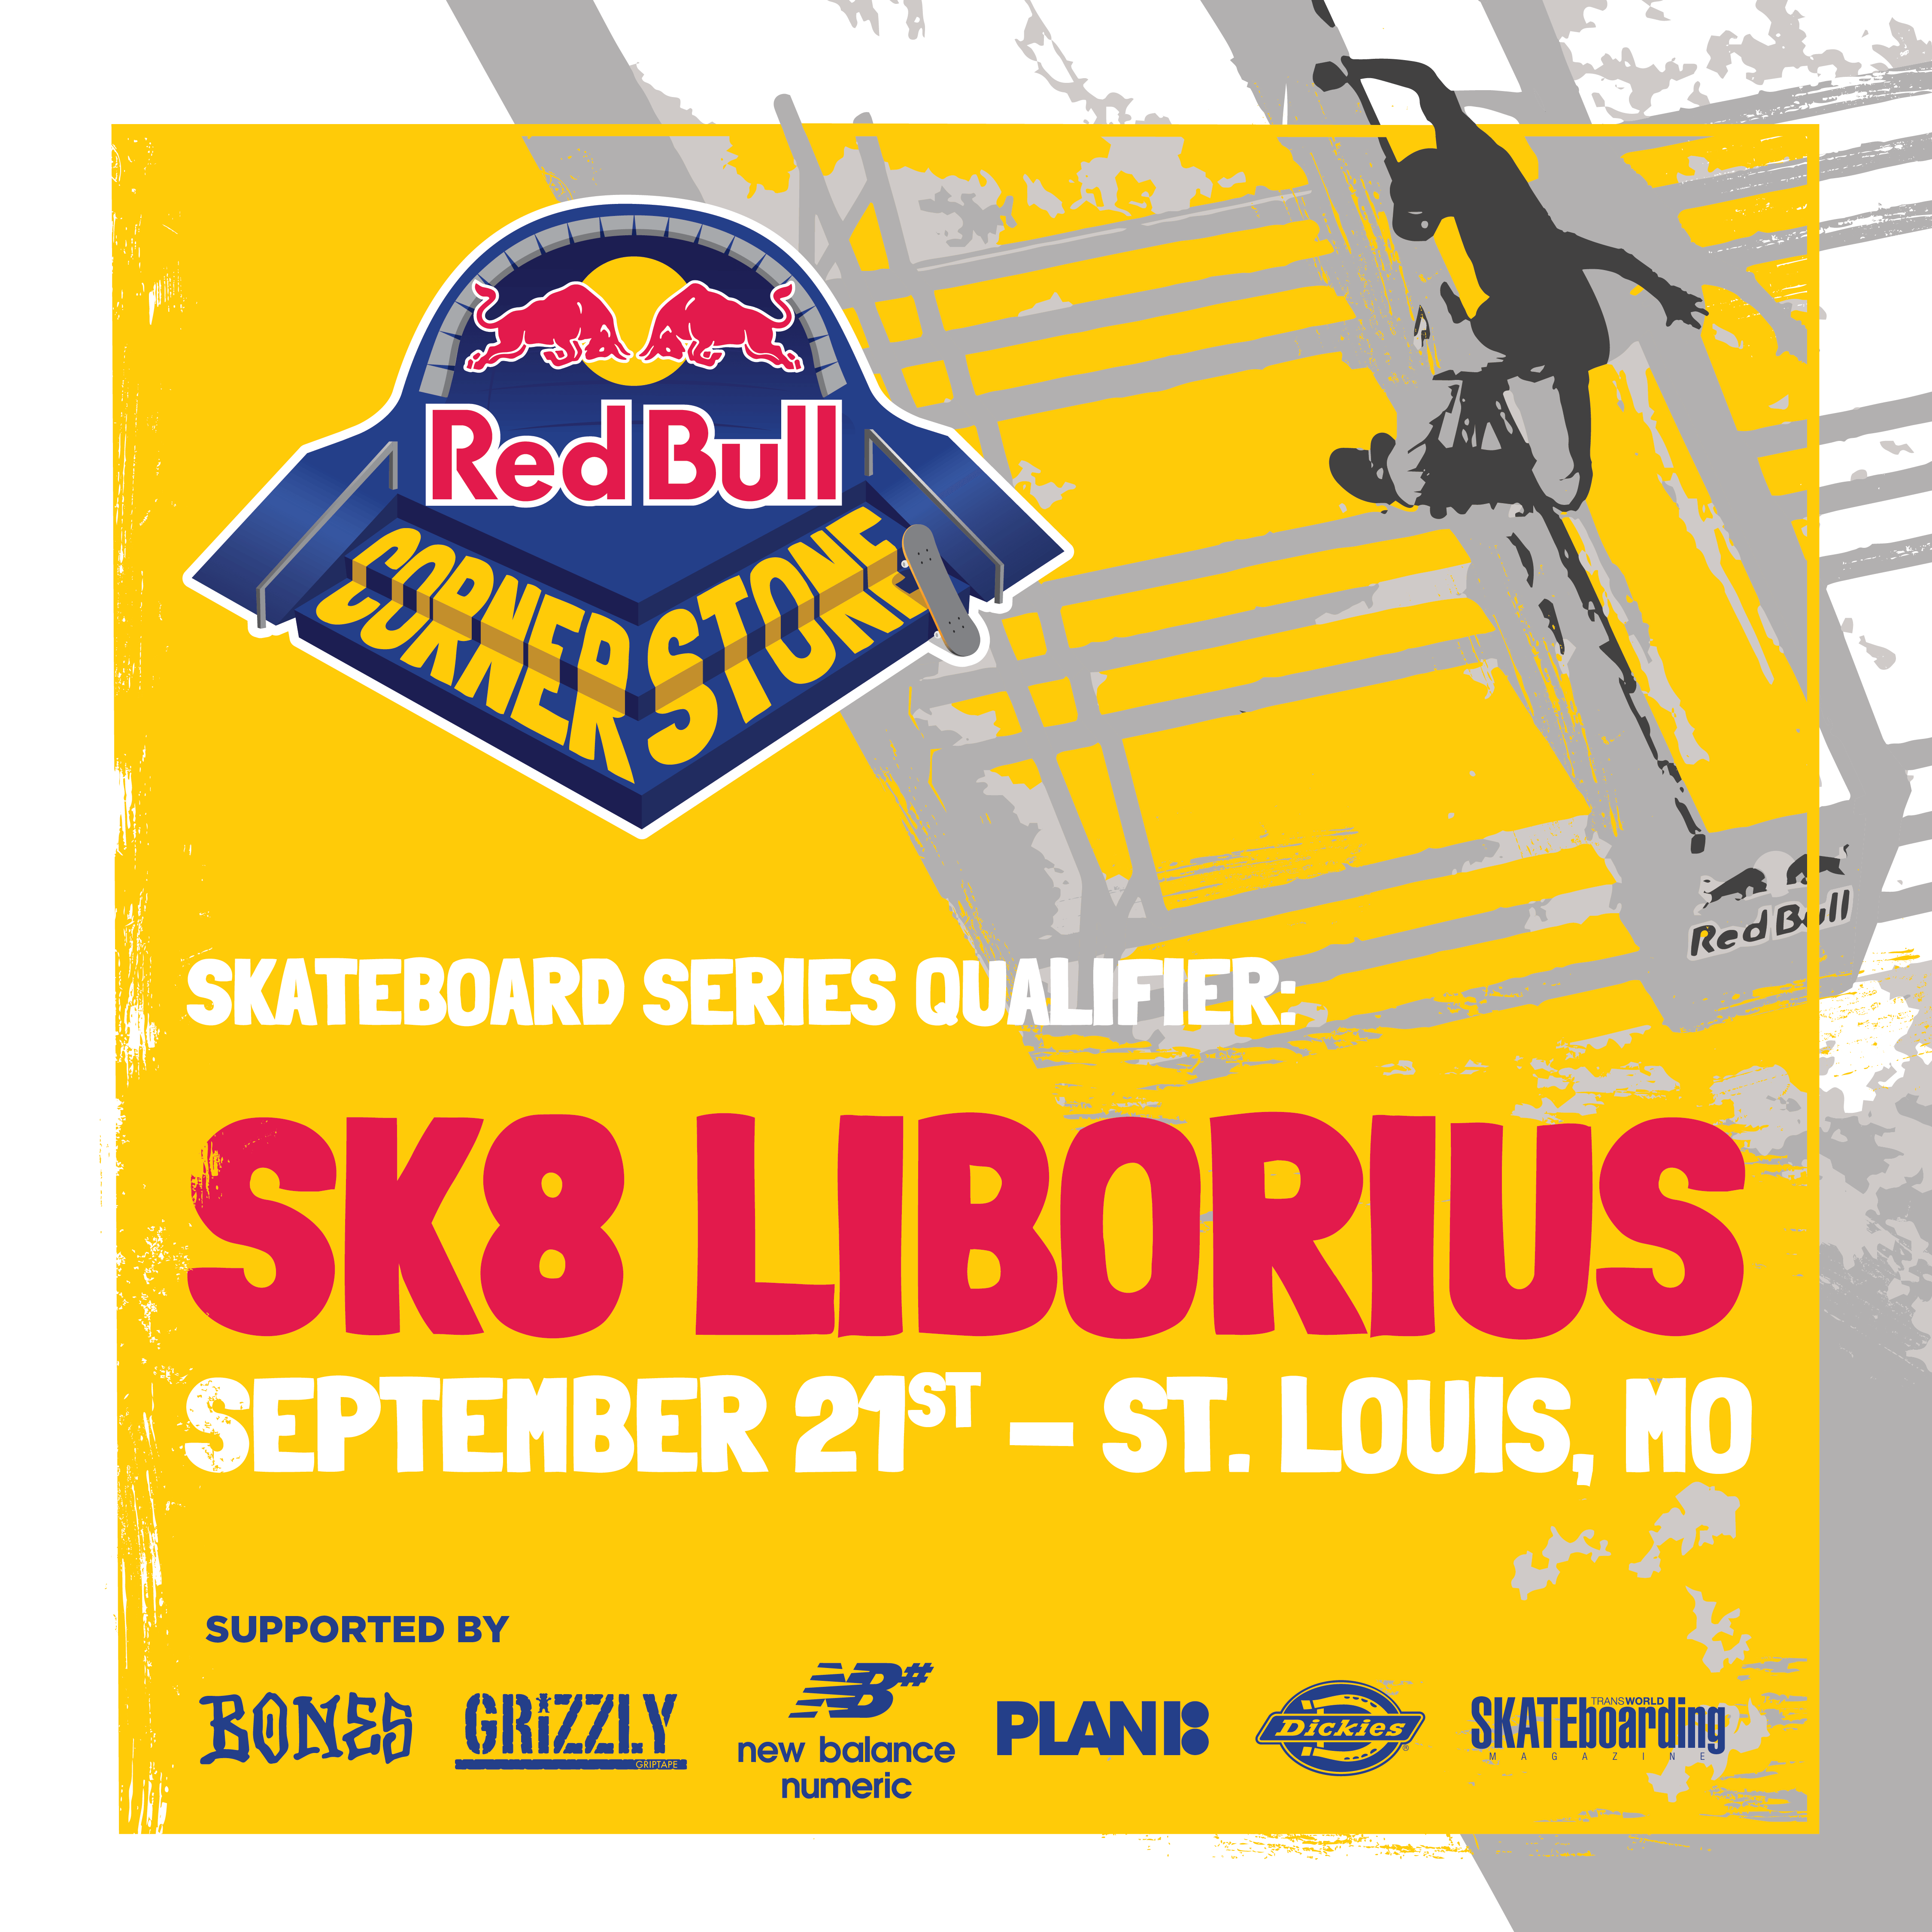 Red Bull
CORNER STONE
Red Bull
SKATEBOARD SERIES QUALIFIER:
SK8 LIBORIUS
SEPTEMBER 21ST – ST. LOUIS, MO
SUPPORTED BY
BONES
GRiZZLY
GRIPTAPE
NB#
new balance
numeric
PLAN B
Dickies®
TRANSWORLD
SKATEboarding
MAGAZINE